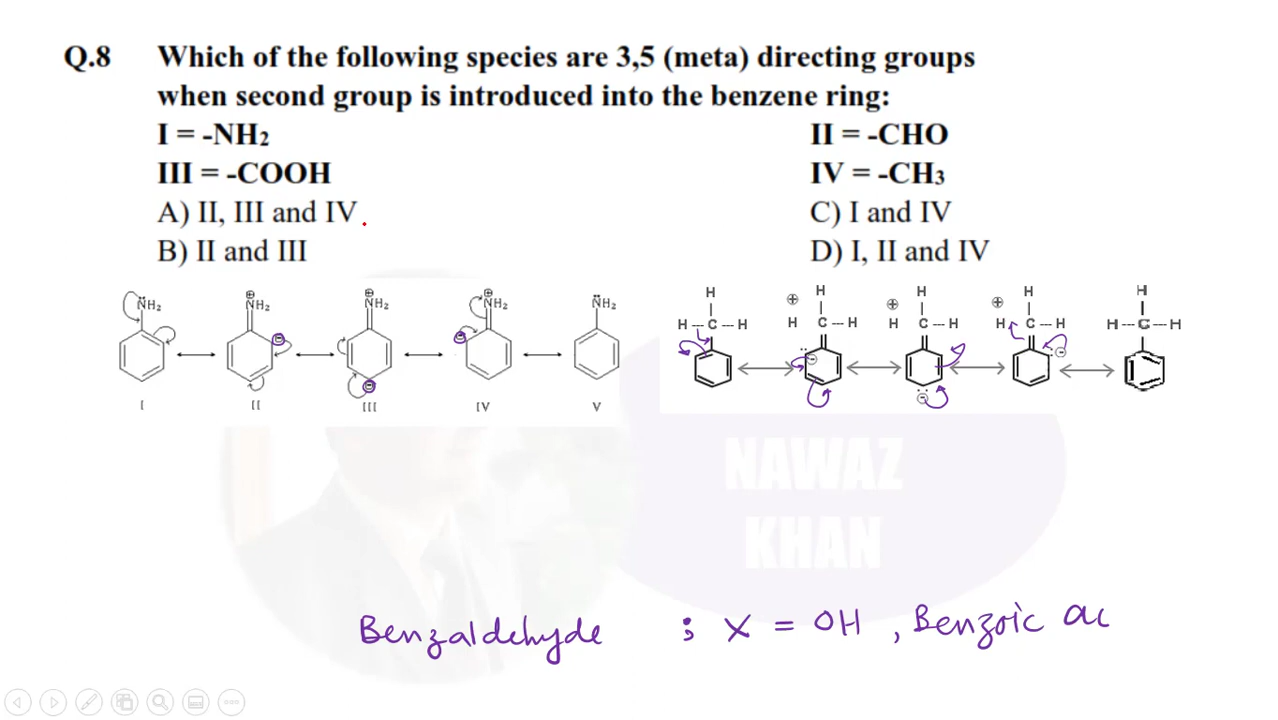 Q.8 Which of the following species are 3,5 (meta) directing groups
when second group is introduced into the benzene ring:
I = -NH2 II = -CHO
III = -COOH IV = -CH3
A) II, III and IV C) I and IV
B) II and III D) I, II and IV
N̈H₂ ⊕ NH₂ ⊕ NH₂ ⊕ NH₂ N̈H₂
I II III IV V
H ⊕ H ⊕ H ⊕ H H
H-C-H H C-H H C-H H C-H H-C-H
NAWAZ
KHAN
Benzaldehyde ; X = OH , Benzoic ac